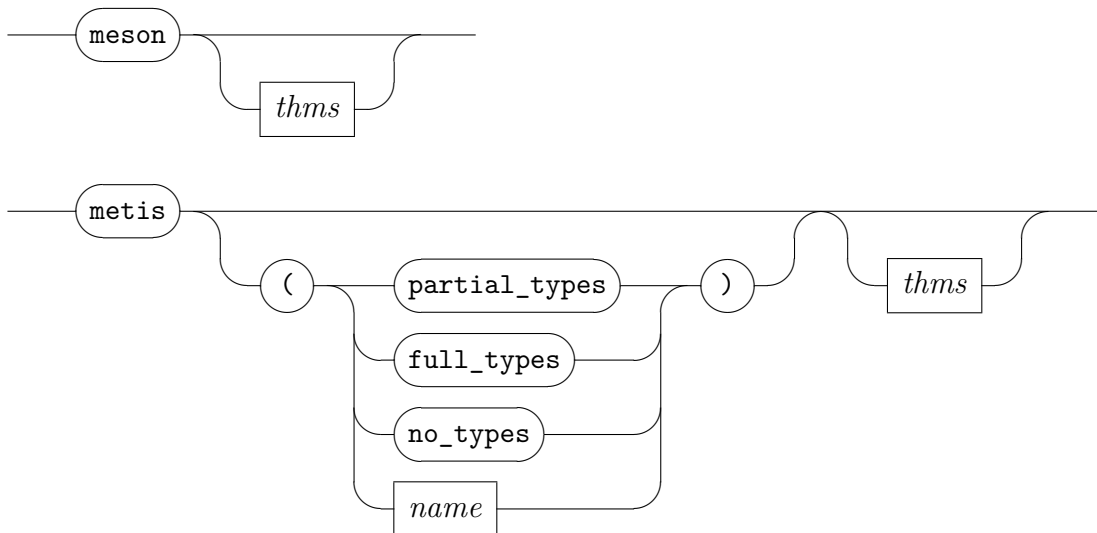 meson
thms
metis
( partial_types ) thms
full_types
no_types
name